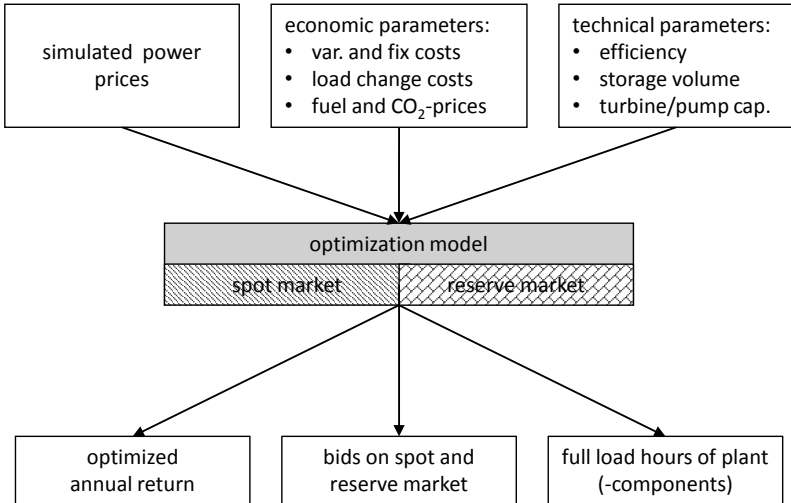 simulated power
prices
economic parameters:
• var. and fix costs
• load change costs
• fuel and CO₂-prices
technical parameters:
• efficiency
• storage volume
• turbine/pump cap.
optimization model
spot market
reserve market
optimized
annual return
bids on spot and
reserve market
full load hours of plant
(-components)